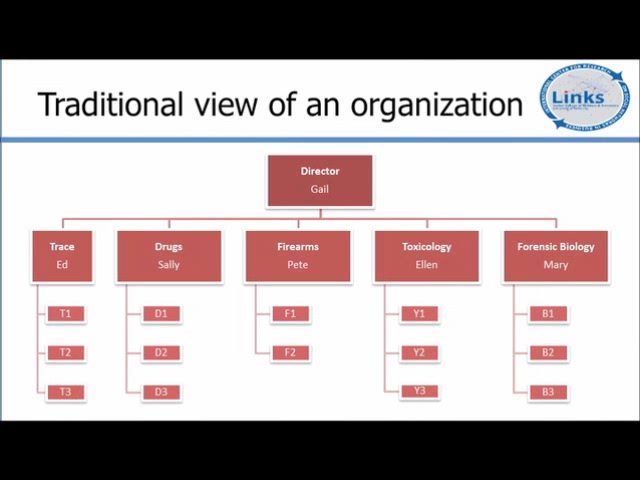 Traditional view of an organization
Links
Director
Gail
Trace
Ed
Drugs
Sally
Firearms
Pete
Toxicology
Ellen
Forensic Biology
Mary
T1
D1
F1
Y1
B1
T2
D2
F2
Y2
B2
T3
D3
Y3
B3